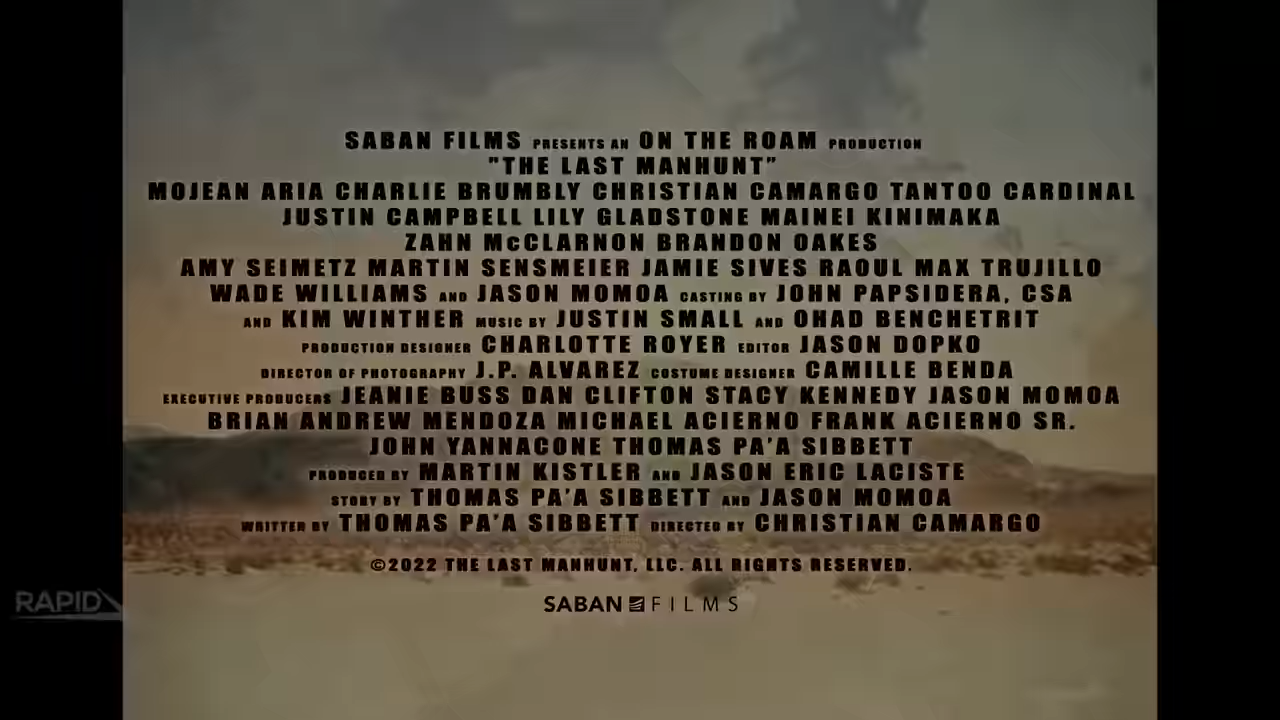 SABAN FILMS PRESENTS AN ON THE ROAM PRODUCTION
"THE LAST MANHUNT”
MOJEAN ARIA CHARLIE BRUMBLY CHRISTIAN CAMARGO TANTOO CARDINAL
JUSTIN CAMPBELL LILY GLADSTONE MAINEI KINIMAKA
ZAHN McCLARNON BRANDON OAKES
AMY SEIMETZ MARTIN SENSMEIER JAMIE SIVES RAOUL MAX TRUJILLO
WADE WILLIAMS AND JASON MOMOA CASTING BY JOHN PAPSIDERA, CSA
AND KIM WINTHER MUSIC BY JUSTIN SMALL AND OHAD BENCHETRIT
PRODUCTION DESIGNER CHARLOTTE ROYER EDITOR JASON DOPKO
DIRECTOR OF PHOTOGRAPHY J.P. ALVAREZ COSTUME DESIGNER CAMILLE BENDA
EXECUTIVE PRODUCERS JEANIE BUSS DAN CLIFTON STACY KENNEDY JASON MOMOA
BRIAN ANDREW MENDOZA MICHAEL ACIERNO FRANK ACIERNO SR.
JOHN YANNACONE THOMAS PA’A SIBBETT
PRODUCED BY MARTIN KISTLER AND JASON ERIC LACISTE
STORY BY THOMAS PA’A SIBBETT AND JASON MOMOA
WRITTEN BY THOMAS PA’A SIBBETT DIRECTED BY CHRISTIAN CAMARGO
©2022 THE LAST MANHUNT, LLC. ALL RIGHTS RESERVED.
RAPID
SABAN FILMS